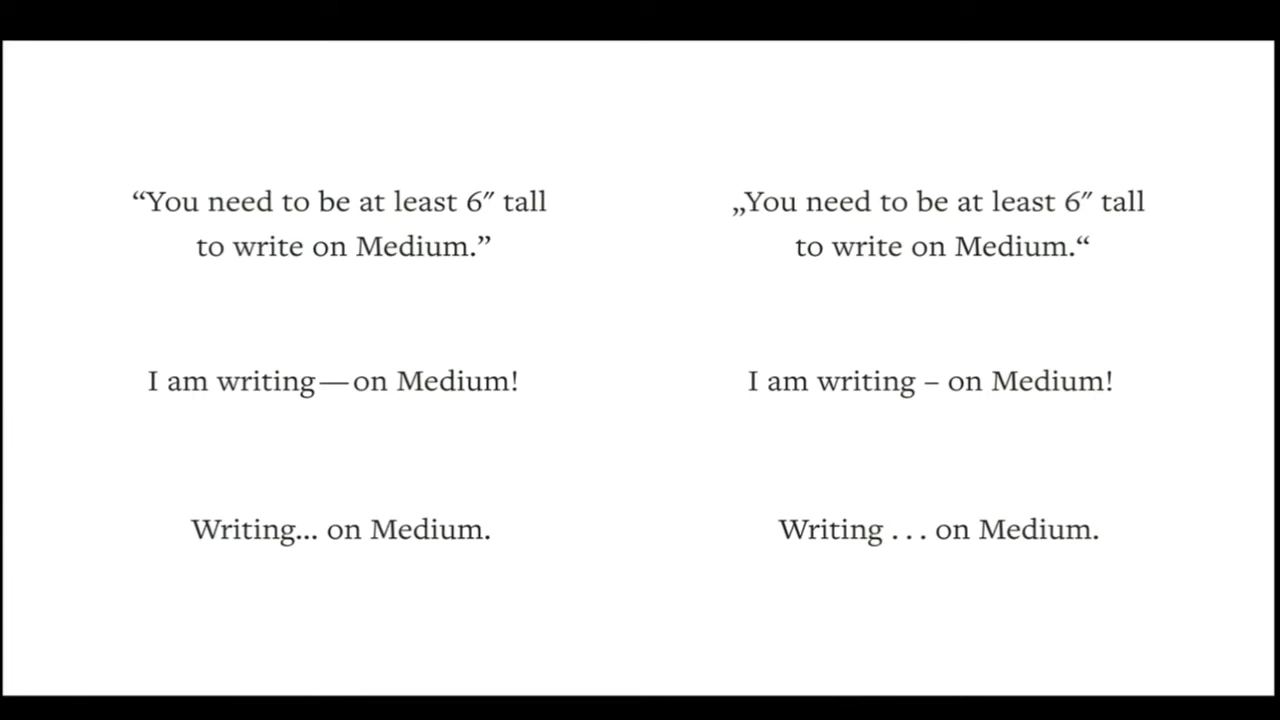 “You need to be at least 6″ tall
to write on Medium.”
I am writing — on Medium!
Writing… on Medium.
„You need to be at least 6″ tall
to write on Medium.“
I am writing – on Medium!
Writing . . . on Medium.